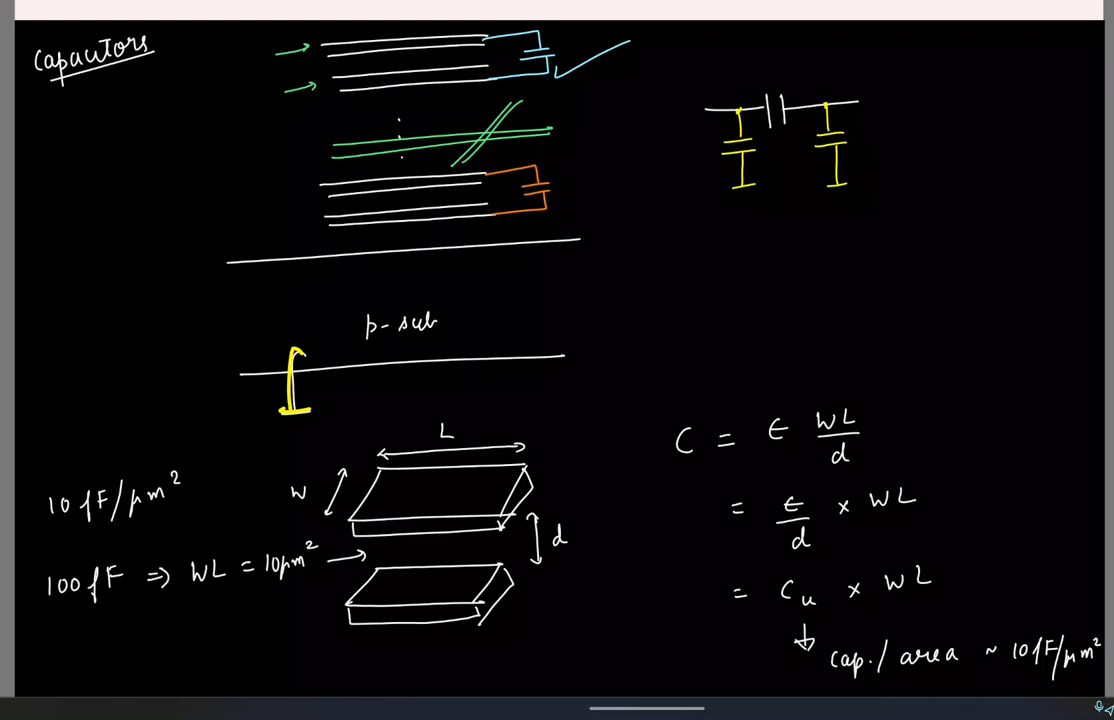 Capacitors
p-sub
L
W
d
10 fF/μm²
100 fF ⇒ WL = 10μm² →
C = ϵ WL/d
= ϵ/d × WL
= Cu × WL
cap./area ~ 10 fF/μm²